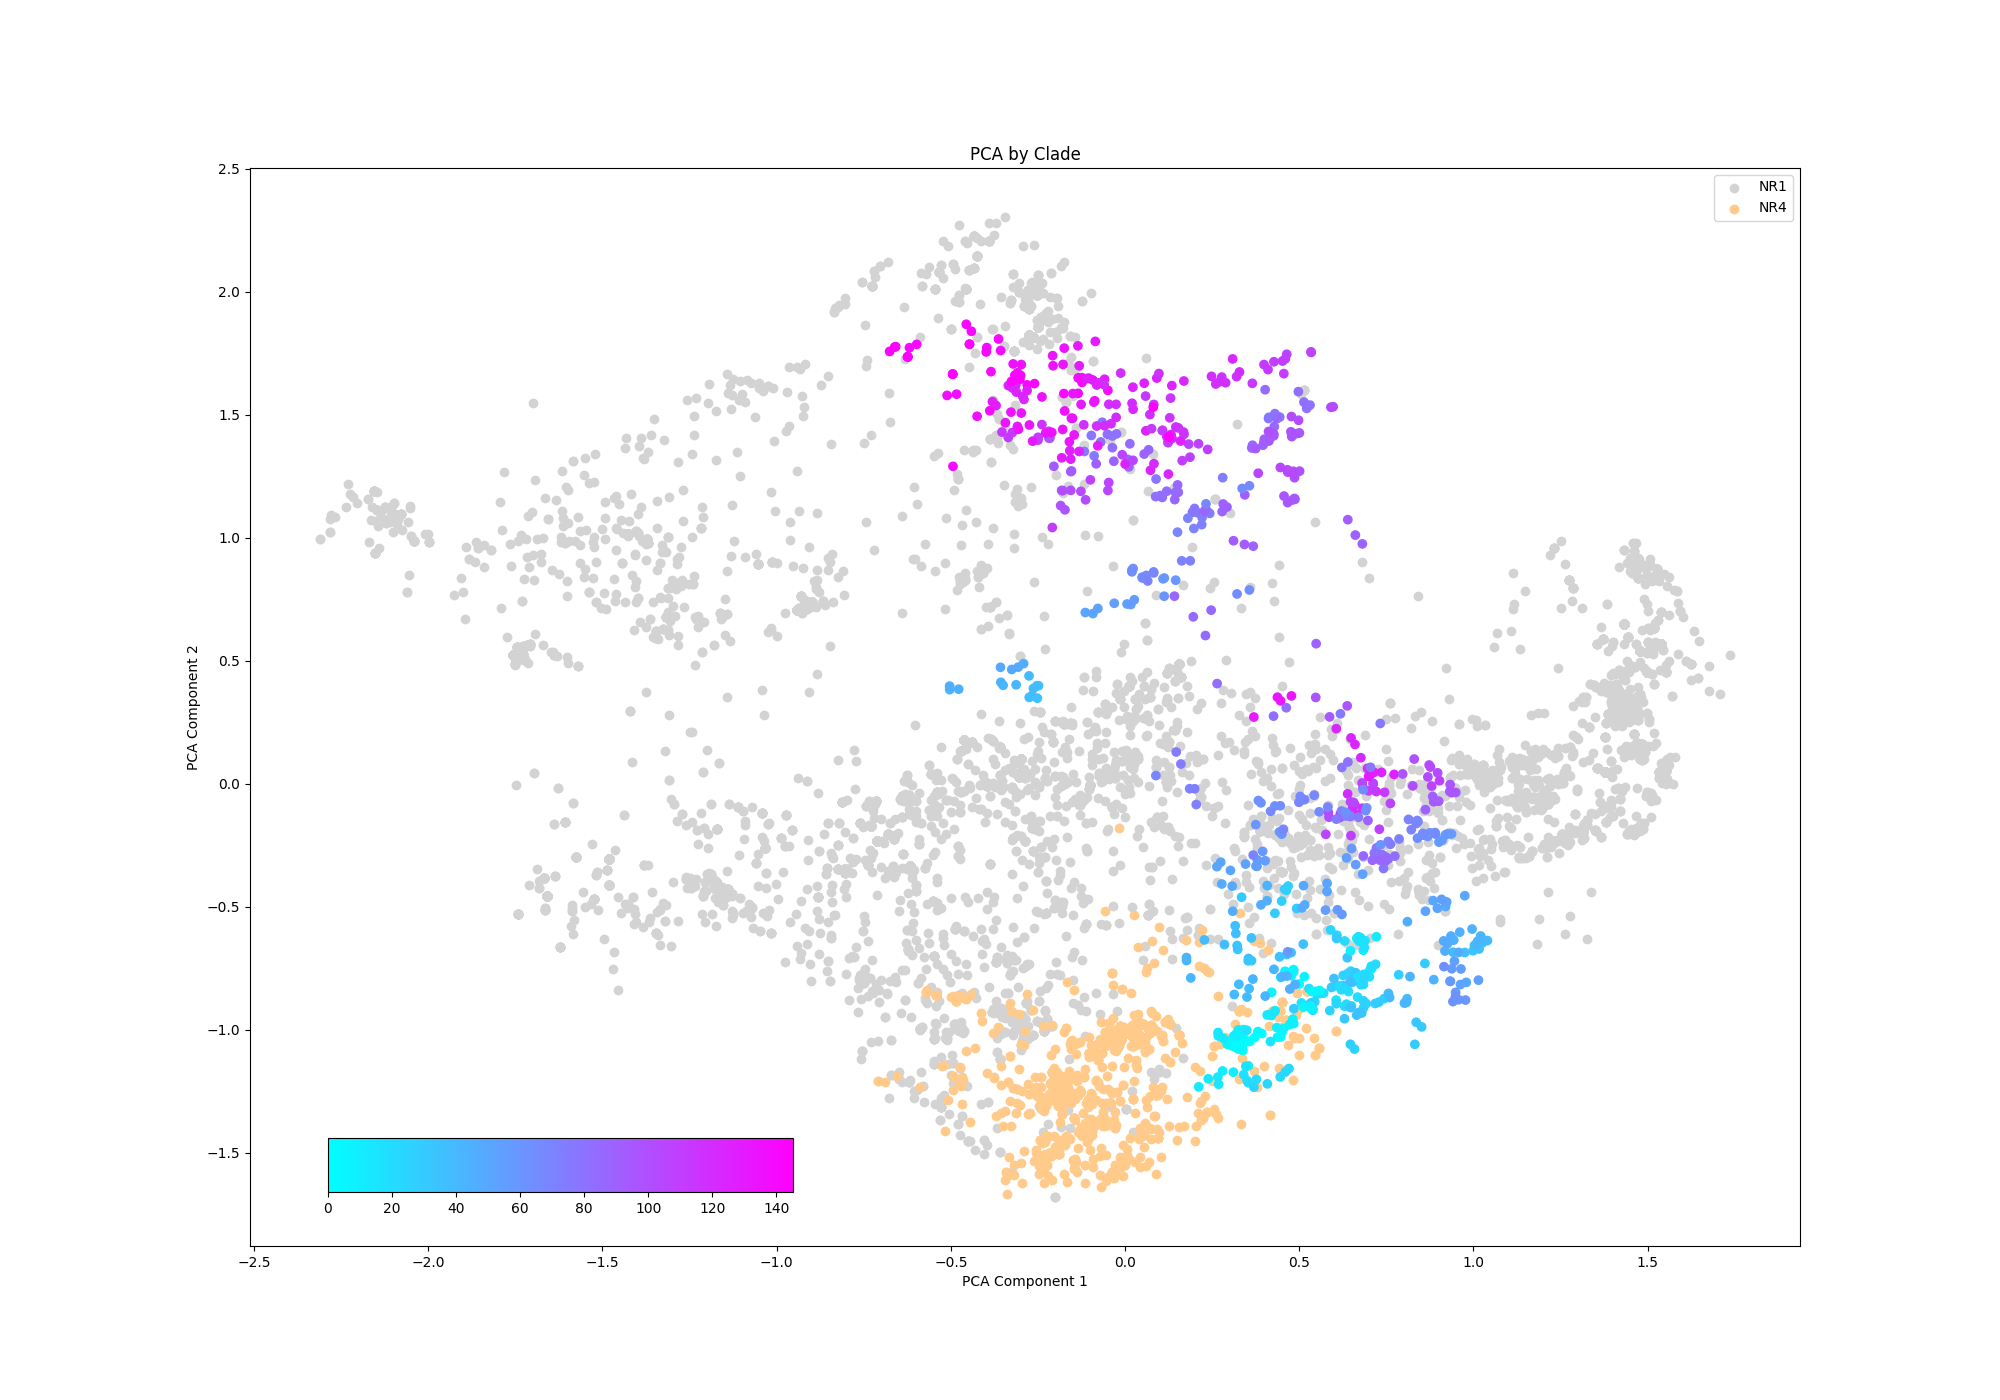 PCA by Clade
NR1
NR4
2.5
2.0
1.5
1.0
0.5
0.0
−0.5
−1.0
−1.5
PCA Component 2
0 20 40 60 80 100 120 140
−2.5 −2.0 −1.5 −1.0 −0.5 0.0 0.5 1.0 1.5
PCA Component 1